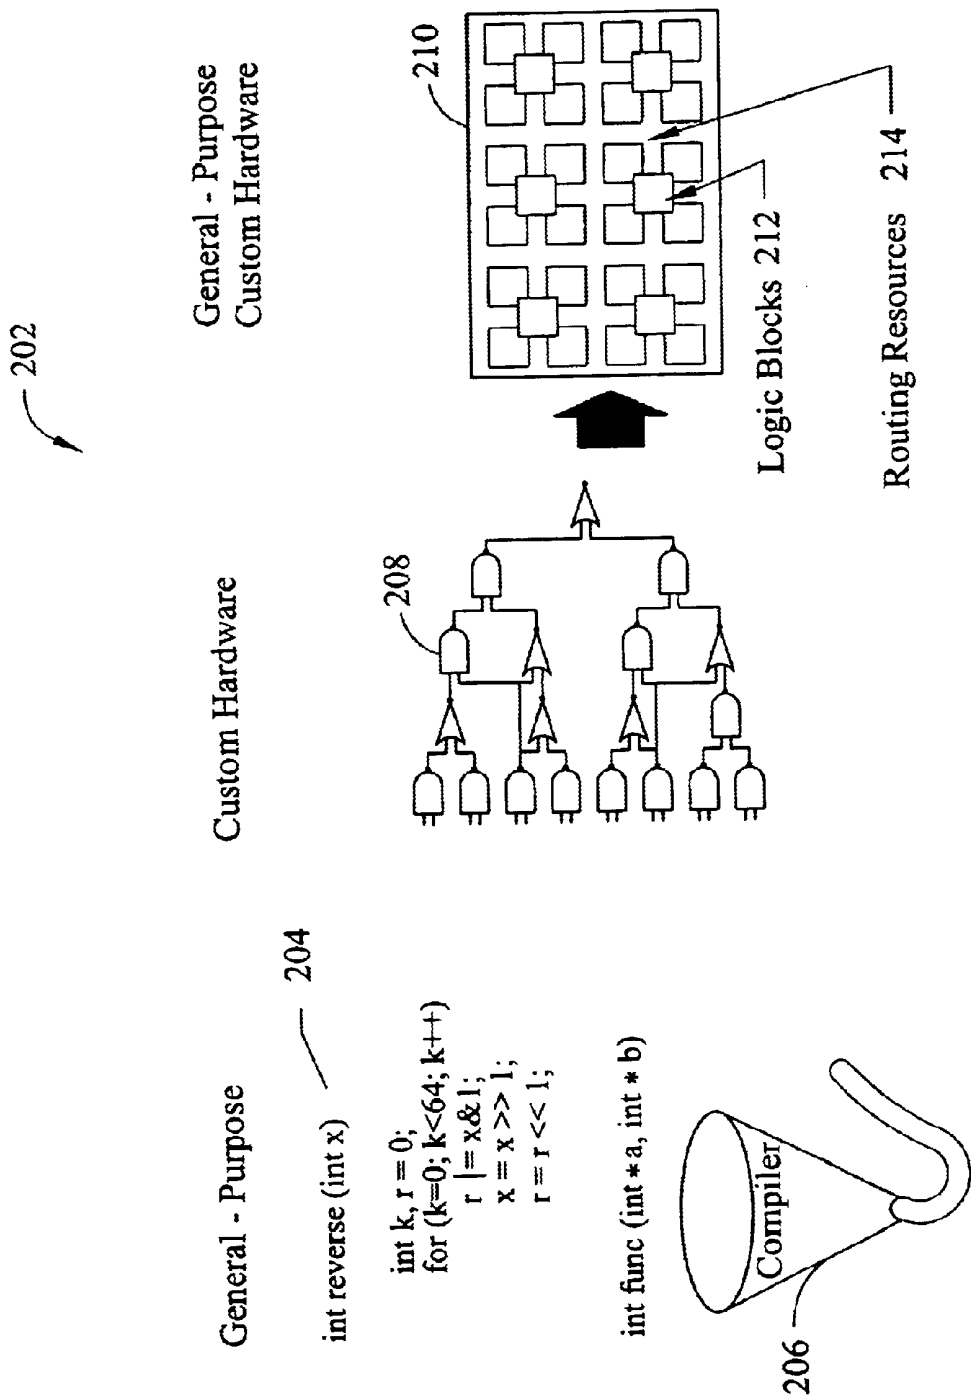 202
General - Purpose
int reverse (int x)
204
int k, r = 0;
for (k=0; k<64; k++)
r |= x&1;
x = x >> 1;
r = r << 1;
int func (int * a, int * b)
Compiler
206
Custom Hardware
208
General - Purpose
Custom Hardware
210
Logic Blocks 212
Routing Resources 214